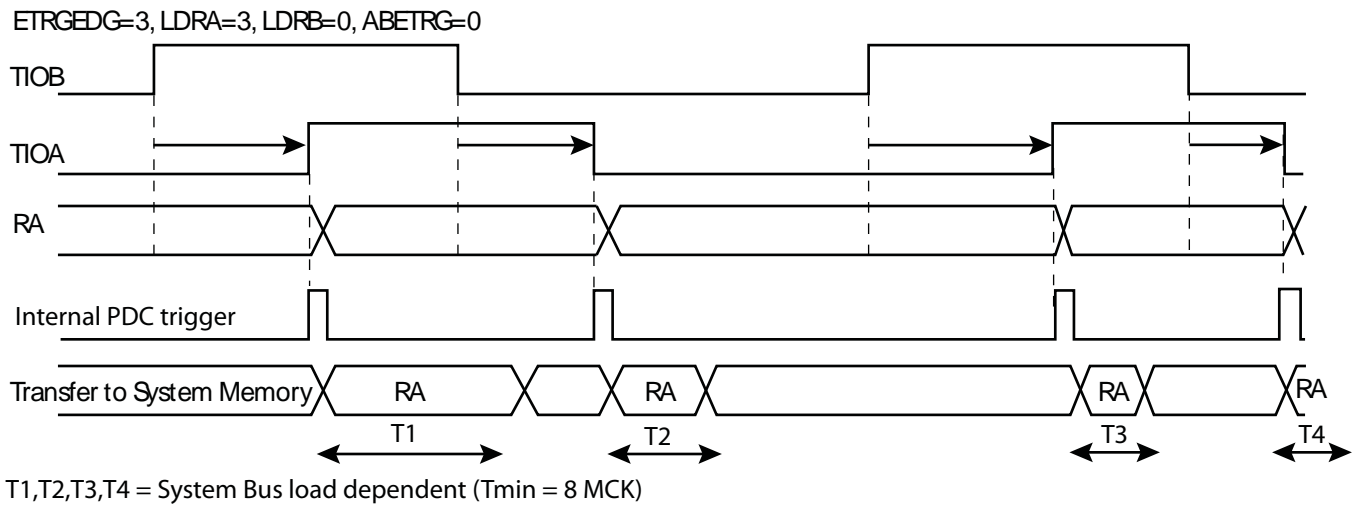 ETRGEDG=3, LDRA=3, LDRB=0, ABETRG=0
TIOB
TIOA
RA
Internal PDC trigger
Transfer to System Memory RA RA RA RA
T1 T2 T3 T4
T1,T2,T3,T4 = System Bus load dependent (Tmin = 8 MCK)